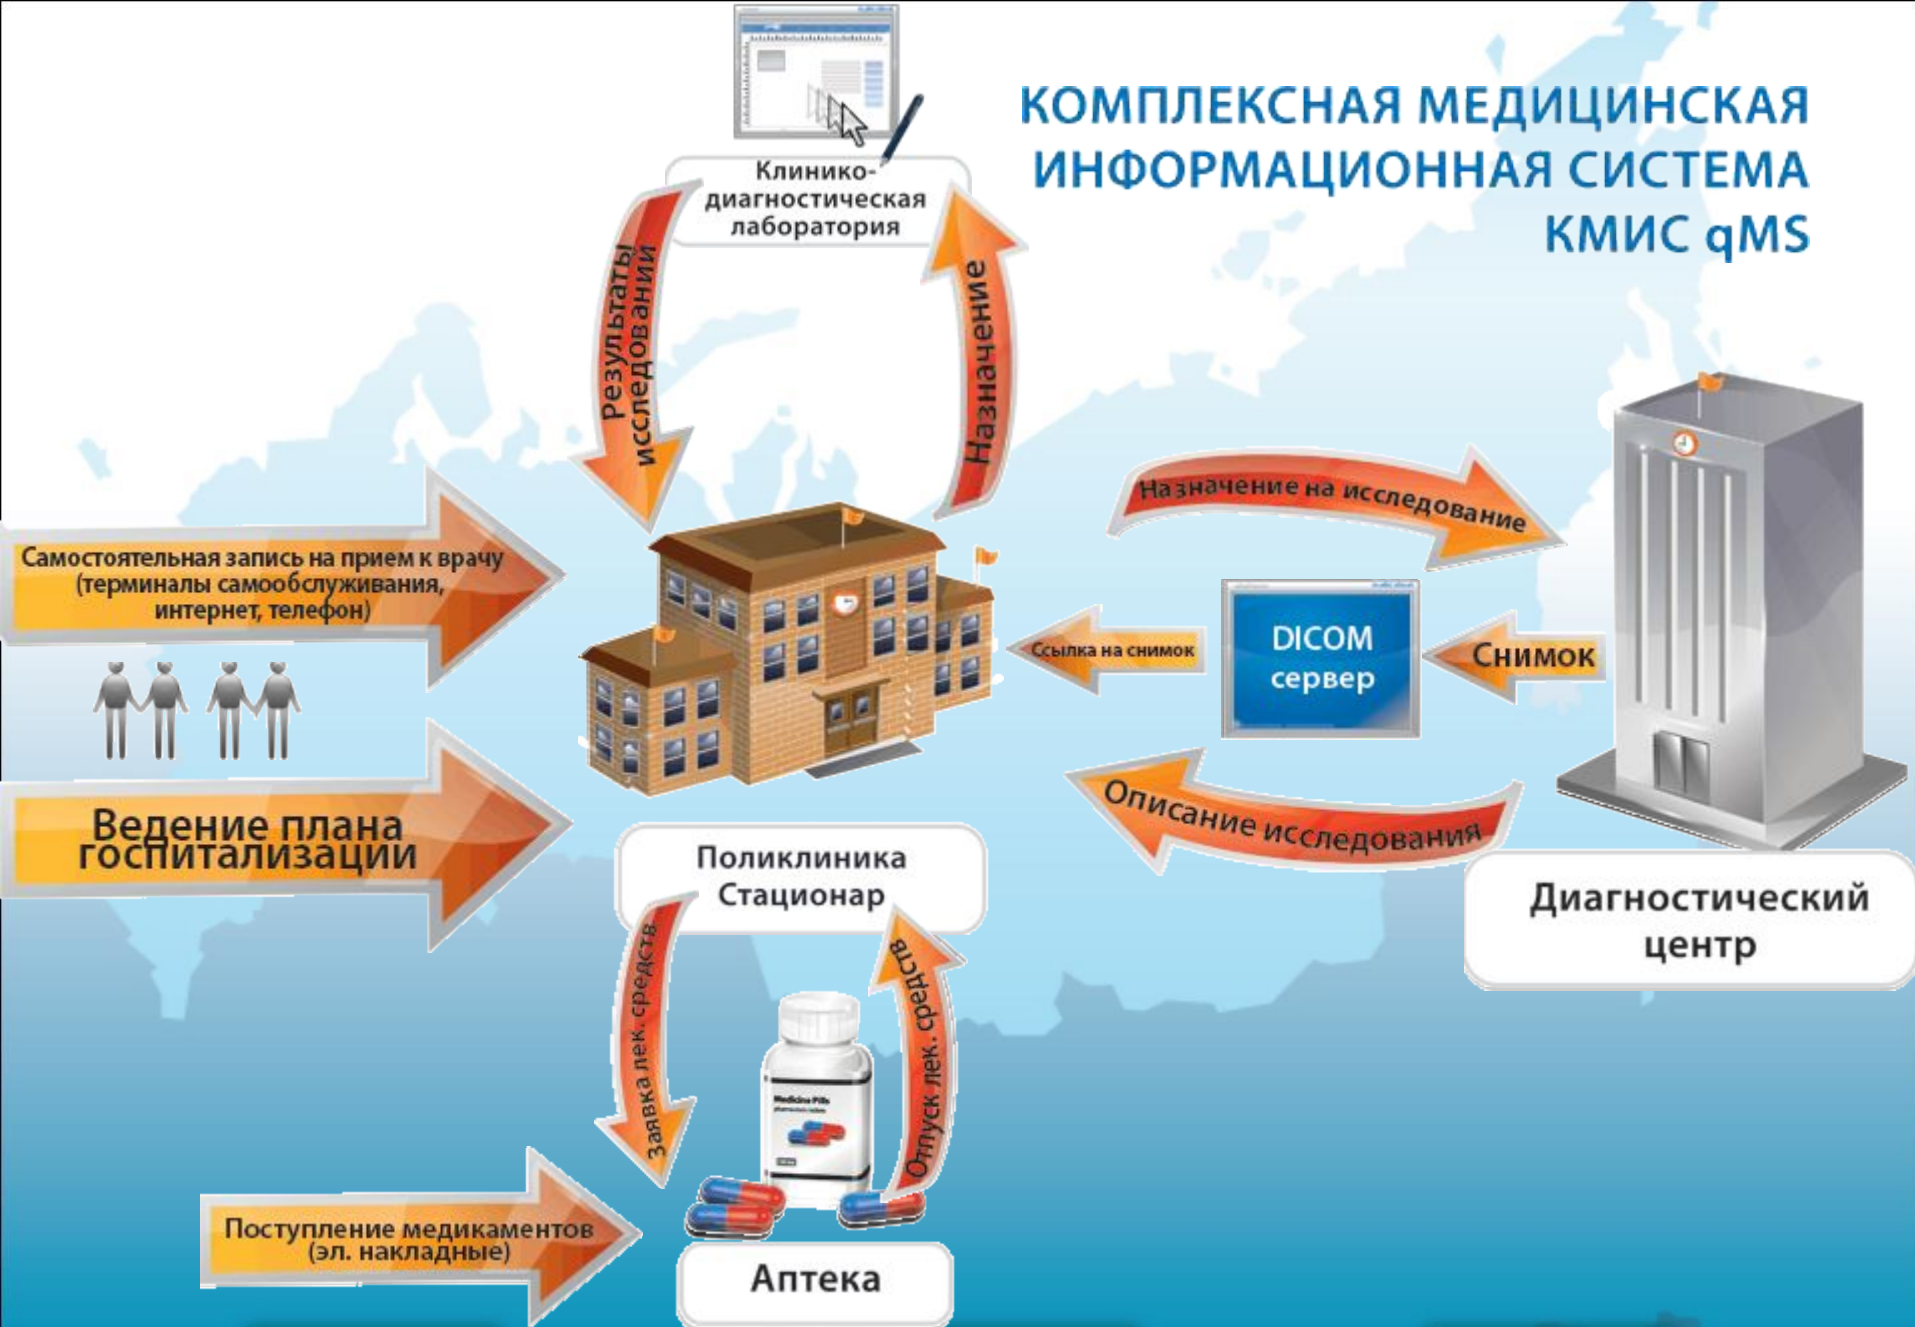 КОМПЛЕКСНАЯ МЕДИЦИНСКАЯ
ИНФОРМАЦИОННАЯ СИСТЕМА
КМИС qMS
Клинико-
диагностическая
лаборатория
Результаты
исследований
Назначение
Самостоятельная запись на прием к врачу
(терминалы самообслуживания,
интернет, телефон)
Назначение на исследование
Ссылка на снимок
DICOM
сервер
Снимок
Ведение плана
госпитализации
Описание исследования
Поликлиника
Стационар
Диагностический
центр
Заявка лек. средств
Отпуск лек. средств
Medicine Pills
Поступление медикаментов
(эл. накладные)
Аптека